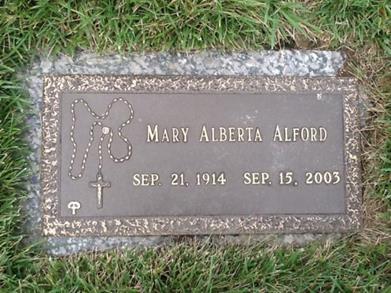 MARY ALBERTA ALFORD
SEP. 21, 1914 SEP. 15, 2003